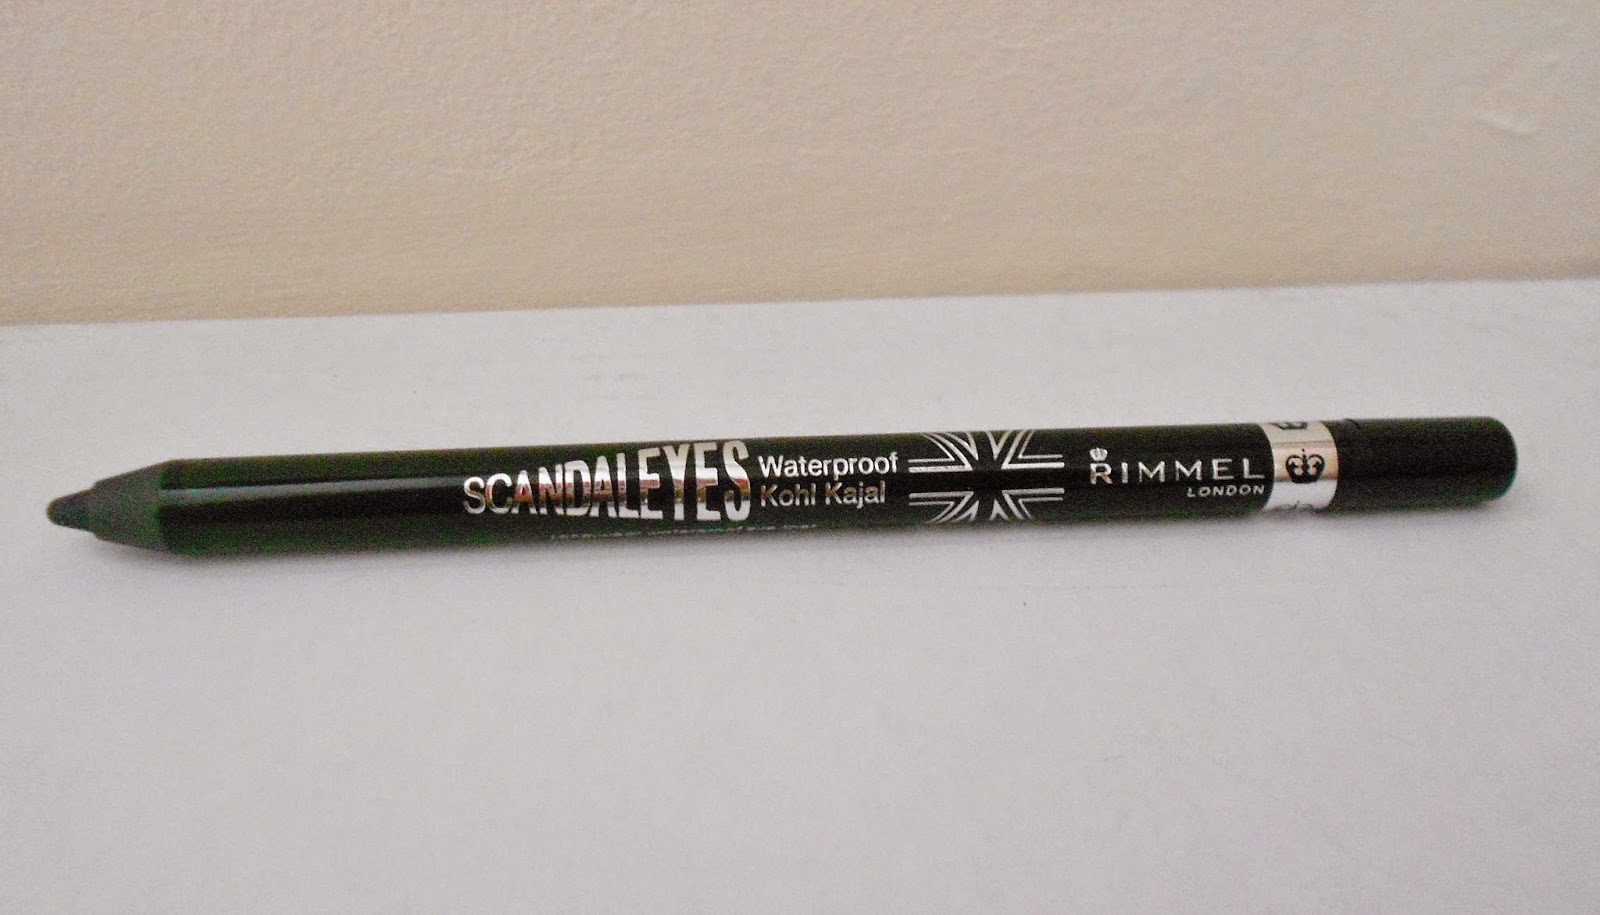 SCANDALEYES
Waterproof
Kohl Kajal
RIMMEL
LONDON